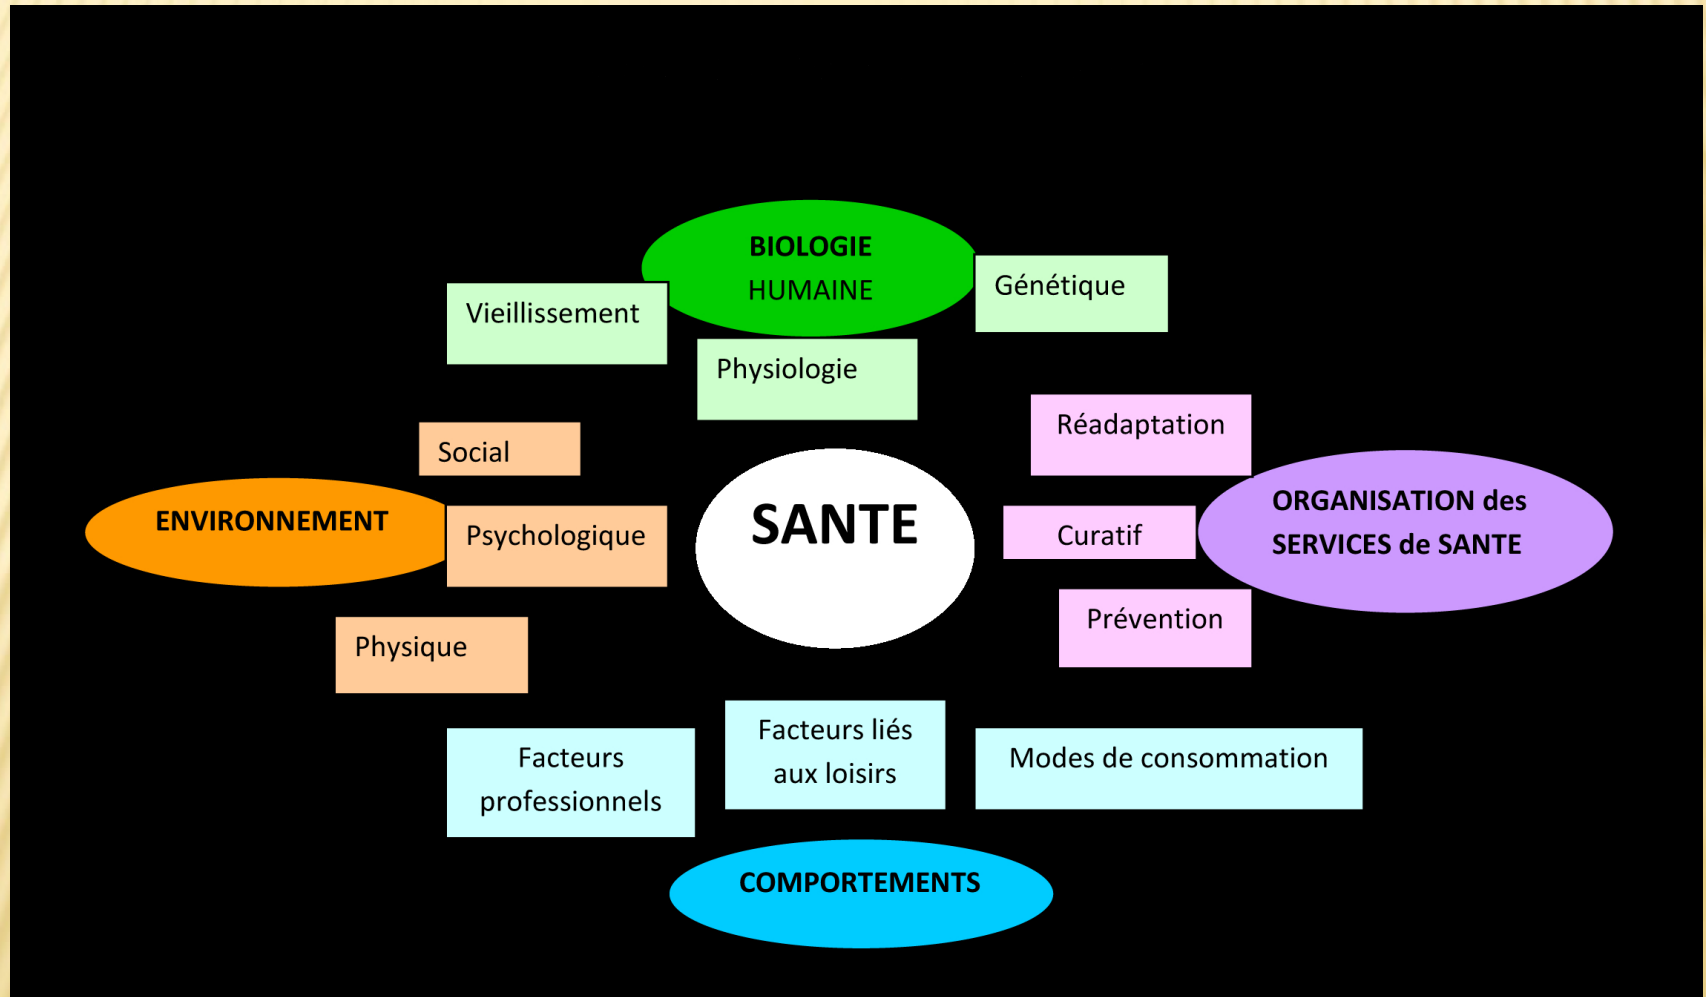 BIOLOGIE
HUMAINE
Génétique
Vieillissement
Physiologie
Réadaptation
Social
ENVIRONNEMENT
Psychologique
SANTE
Curatif
ORGANISATION des
SERVICES de SANTE
Physique
Prévention
Facteurs
professionnels
Facteurs liés
aux loisirs
Modes de consommation
COMPORTEMENTS